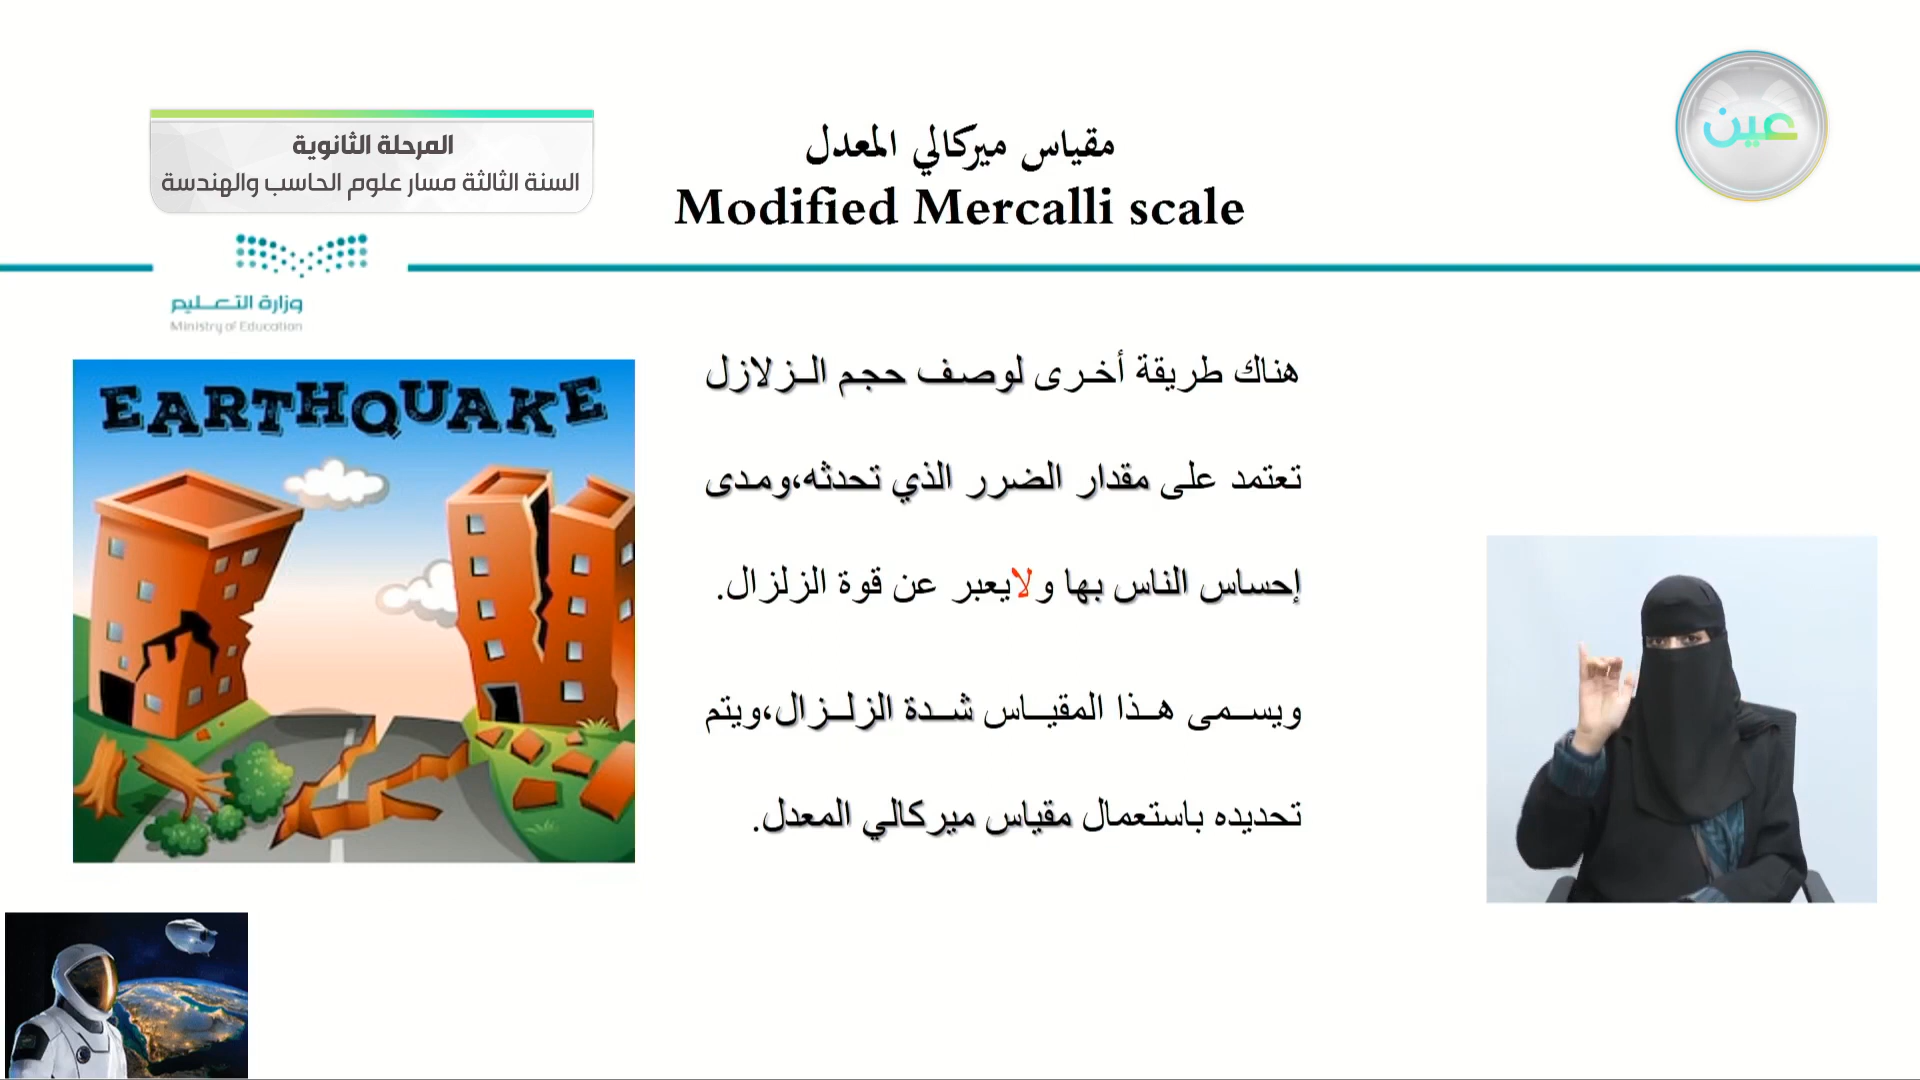 عين
المرحلة الثانوية
السنة الثالثة مسار علوم الحاسب والهندسة
مقياس ميركالي المعدل
Modified Mercalli scale
وزارة التعليم
Ministry of Education
EARTHQUAKE
هناك طريقة أخرى لوصف حجم الزلازل
تعتمد على مقدار الضرر الذي تحدثه،ومدى
إحساس الناس بها ولايعبر عن قوة الزلزال.
ويسمى هذا المقياس شدة الزلزال،ويتم
تحديده باستعمال مقياس ميركالي المعدل.